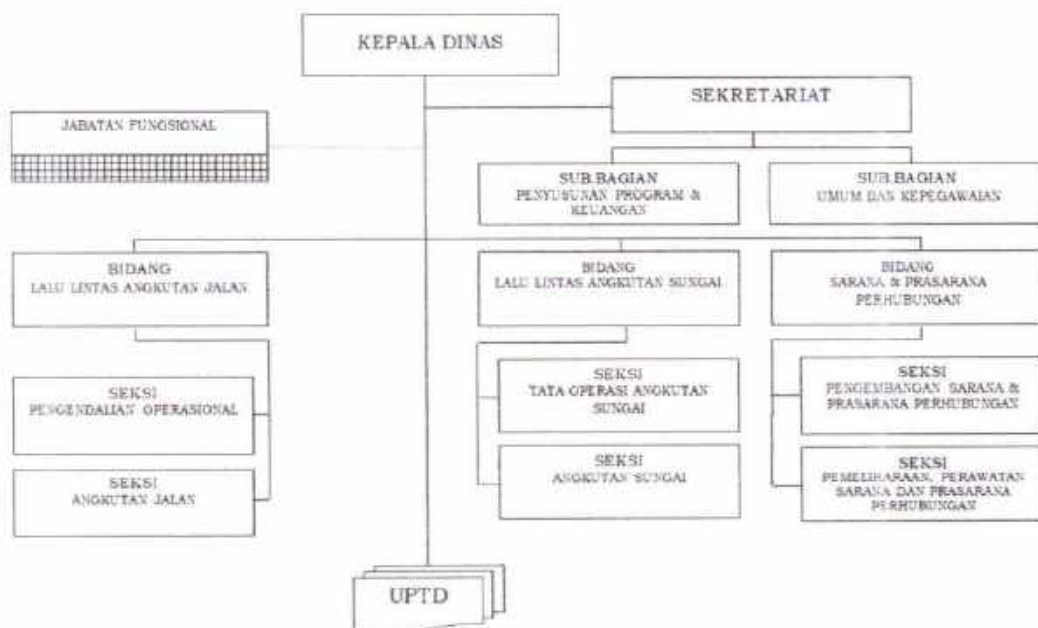 KEPALA DINAS
SEKRETARIAT
JABATAN FUNGSIONAL
SUB.BAGIAN
PENYUSUNAN PROGRAM &
KEUANGAN
SUB.BAGIAN
UMUM DAN KEPEGAWAIAN
BIDANG
LALU LINTAS ANGKUTAN JALAN
BIDANG
LALU LINTAS ANGKUTAN SUNGAI
BIDANG
SARANA & PRASARANA
PERHUBUNGAN
SEKSI
PENGENDALIAN OPERASIONAL
SEKSI
TATA OPERASI ANGKUTAN
SUNGAI
SEKSI
PENGEMBANGAN SARANA &
PRASARANA PERHUBUNGAN
SEKSI
ANGKUTAN JALAN
SEKSI
ANGKUTAN SUNGAI
SEKSI
PEMELIHARAAN, PERAWATAN
SARANA DAN PRASARANA
PERHUBUNGAN
UPTD